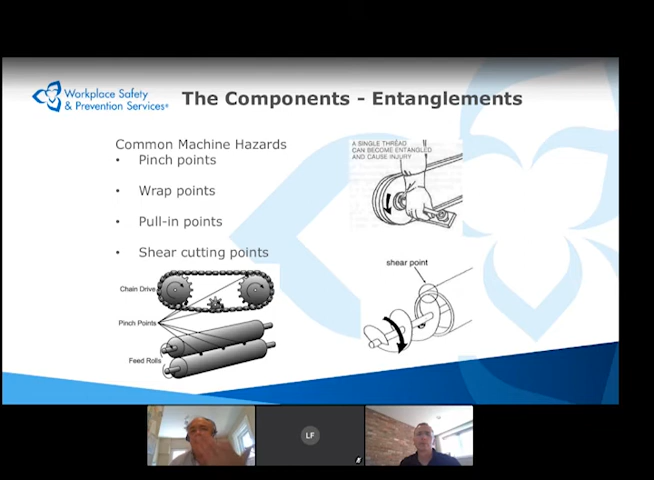 Workplace Safety
& Prevention Services®
The Components - Entanglements
Common Machine Hazards
• Pinch points
• Wrap points
• Pull-in points
• Shear cutting points
A SINGLE THREAD
CAN BECOME ENTANGLED
AND CAUSE INJURY
shear point
Chain Drive
Pinch Points
Feed Rolls
LF